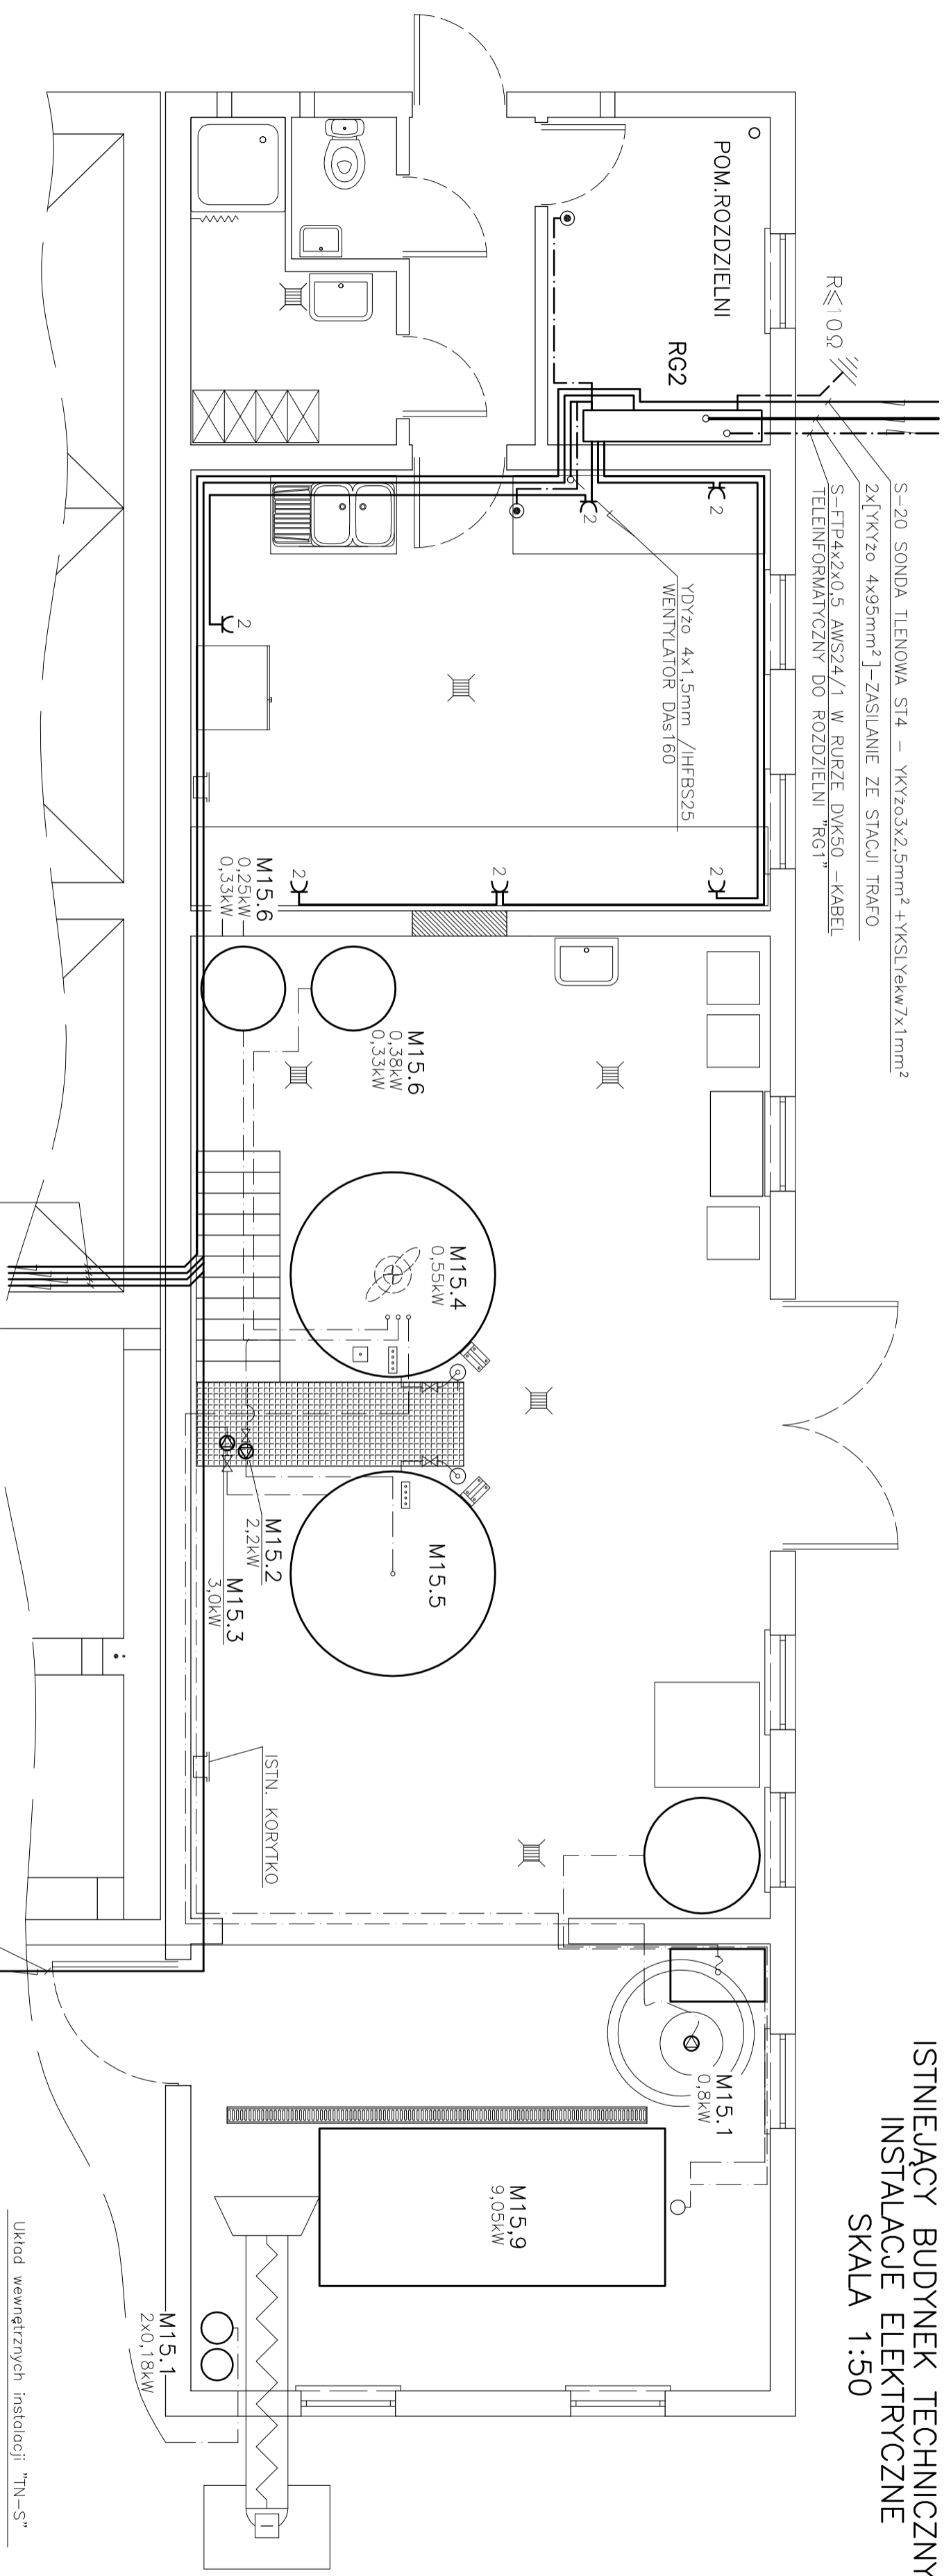 ISTNIEJĄCY BUDYNEK TECHNICZNY
INSTALACJE ELEKTRYCZNE
SKALA 1:50
S-20 SONDA TLENOWA ST4 - YKYżo3x2,5mm² +YKSLYekw7x1mm²
2x[YKYżo 4x95mm²]-ZASILANIE ZE STACJI TRAFO
S-FTP4x2x0,5 AWS24/1 W RURZE DVK50 -KABEL
TELEINFORMATYCZNY DO ROZDZIELNI "RG1"
R≤10Ω
POM.ROZDZIELNI
RG2
2
2
YDYżo 4x1,5mm /IHFBS25
WENTYLATOR DAs160
2
2
2
2
M15.6
0,25kW
0,33kW
M15.6
0,38kW
0,33kW
M15.4
0,55kW
M15.5
M15.2
2,2kW
M15.3
3,0kW
ISTN. KORYTKO
M15.1
0,8kW
M15,9
9,05kW
M15.1
2x0,18kW
Układ wewnętrznych instalacji "TN-S"